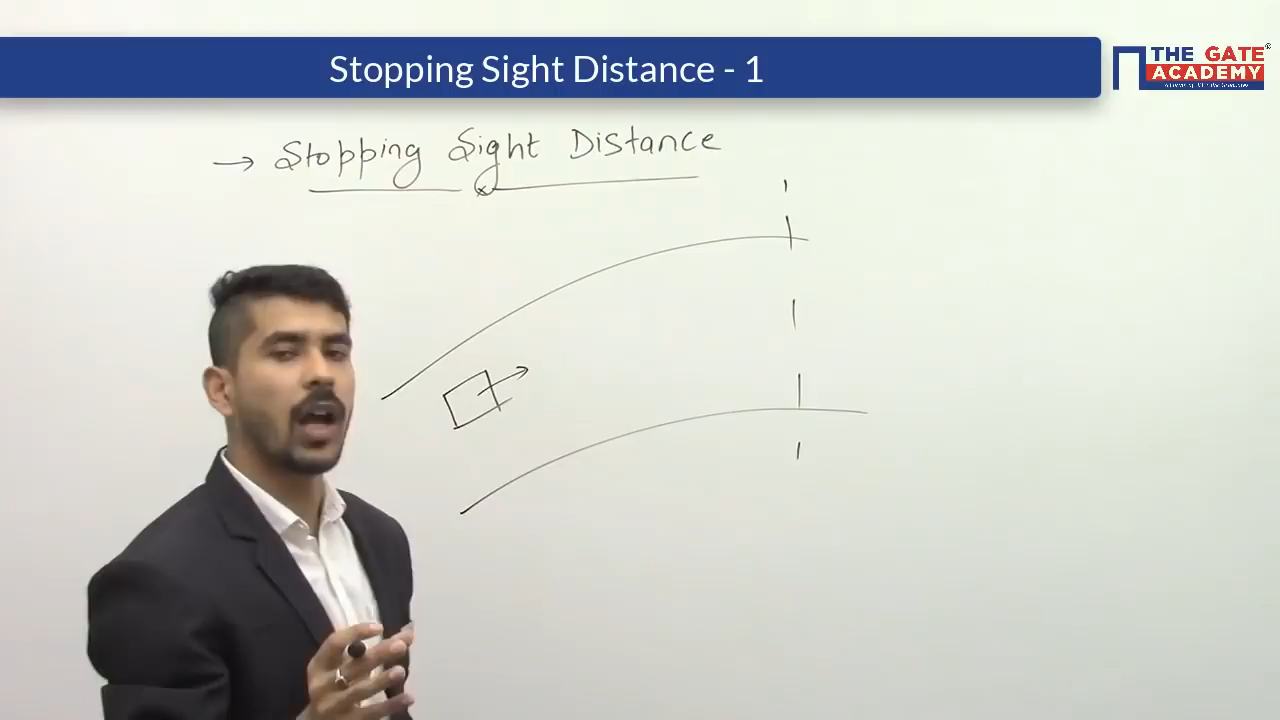 Stopping Sight Distance - 1
THE GATE
ACADEMY
→ Stopping Sight Distance